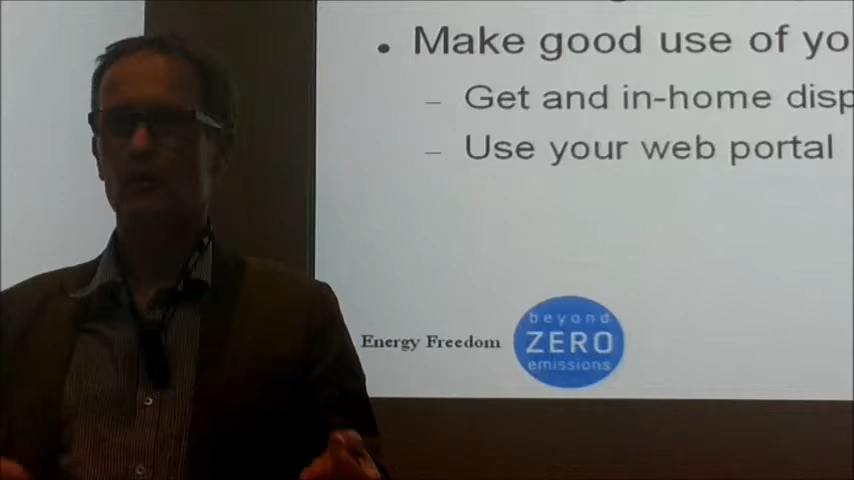 Make good use of yo
Get and in-home disp
Use your web portal
Energy Freedom
beyond
ZERO
emissions